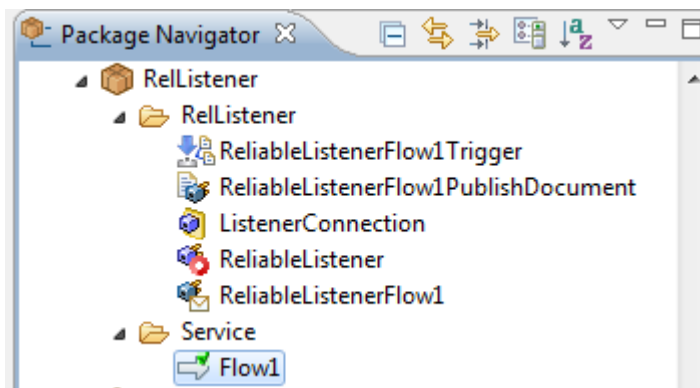 Package Navigator
RelListener
RelListener
ReliableListenerFlow1Trigger
ReliableListenerFlow1PublishDocument
ListenerConnection
ReliableListener
ReliableListenerFlow1
Service
Flow1